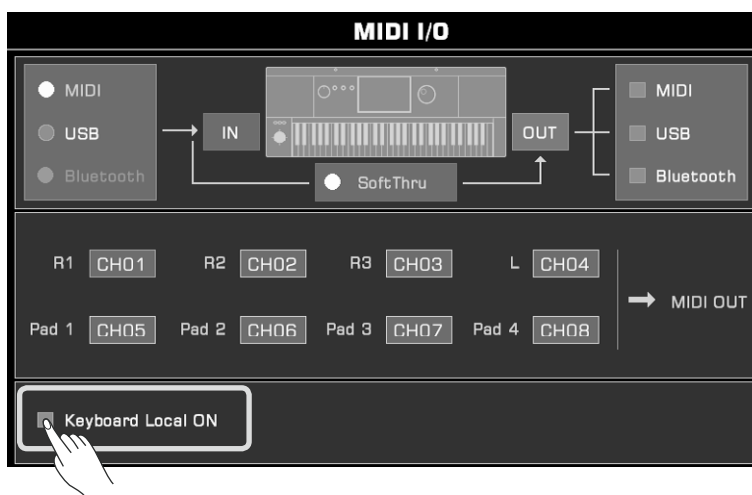 MIDI I/O
MIDI
USB
Bluetooth
IN
OUT
SoftThru
MIDI
USB
Bluetooth
R1 CH01 R2 CH02 R3 CH03 L CH04
Pad 1 CH05 Pad 2 CH06 Pad 3 CH07 Pad 4 CH08
MIDI OUT
Keyboard Local ON